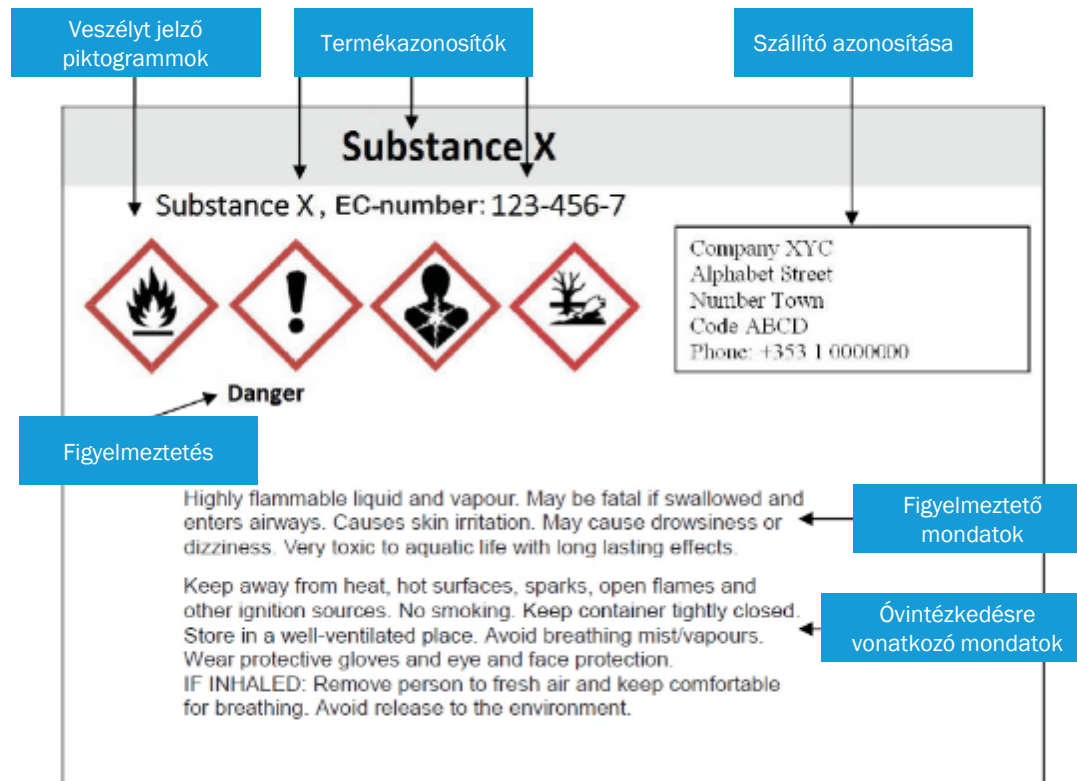 Veszélyt jelző
piktogrammok
Termékazonosítók
Szállító azonosítása
Substance X
Substance X, EC-number: 123-456-7
Company XYC
Alphabet Street
Number Town
Code ABCD
Phone: +353 1 0000000
Danger
Figyelmeztetés
Highly flammable liquid and vapour. May be fatal if swallowed and
enters airways. Causes skin irritation. May cause drowsiness or
dizziness. Very toxic to aquatic life with long lasting effects.
Figyelmeztető
mondatok
Keep away from heat, hot surfaces, sparks, open flames and
other ignition sources. No smoking. Keep container tightly closed.
Store in a well-ventilated place. Avoid breathing mist/vapours.
Wear protective gloves and eye and face protection.
IF INHALED: Remove person to fresh air and keep comfortable
for breathing. Avoid release to the environment.
Óvintézkedésre
vonatkozó mondatok